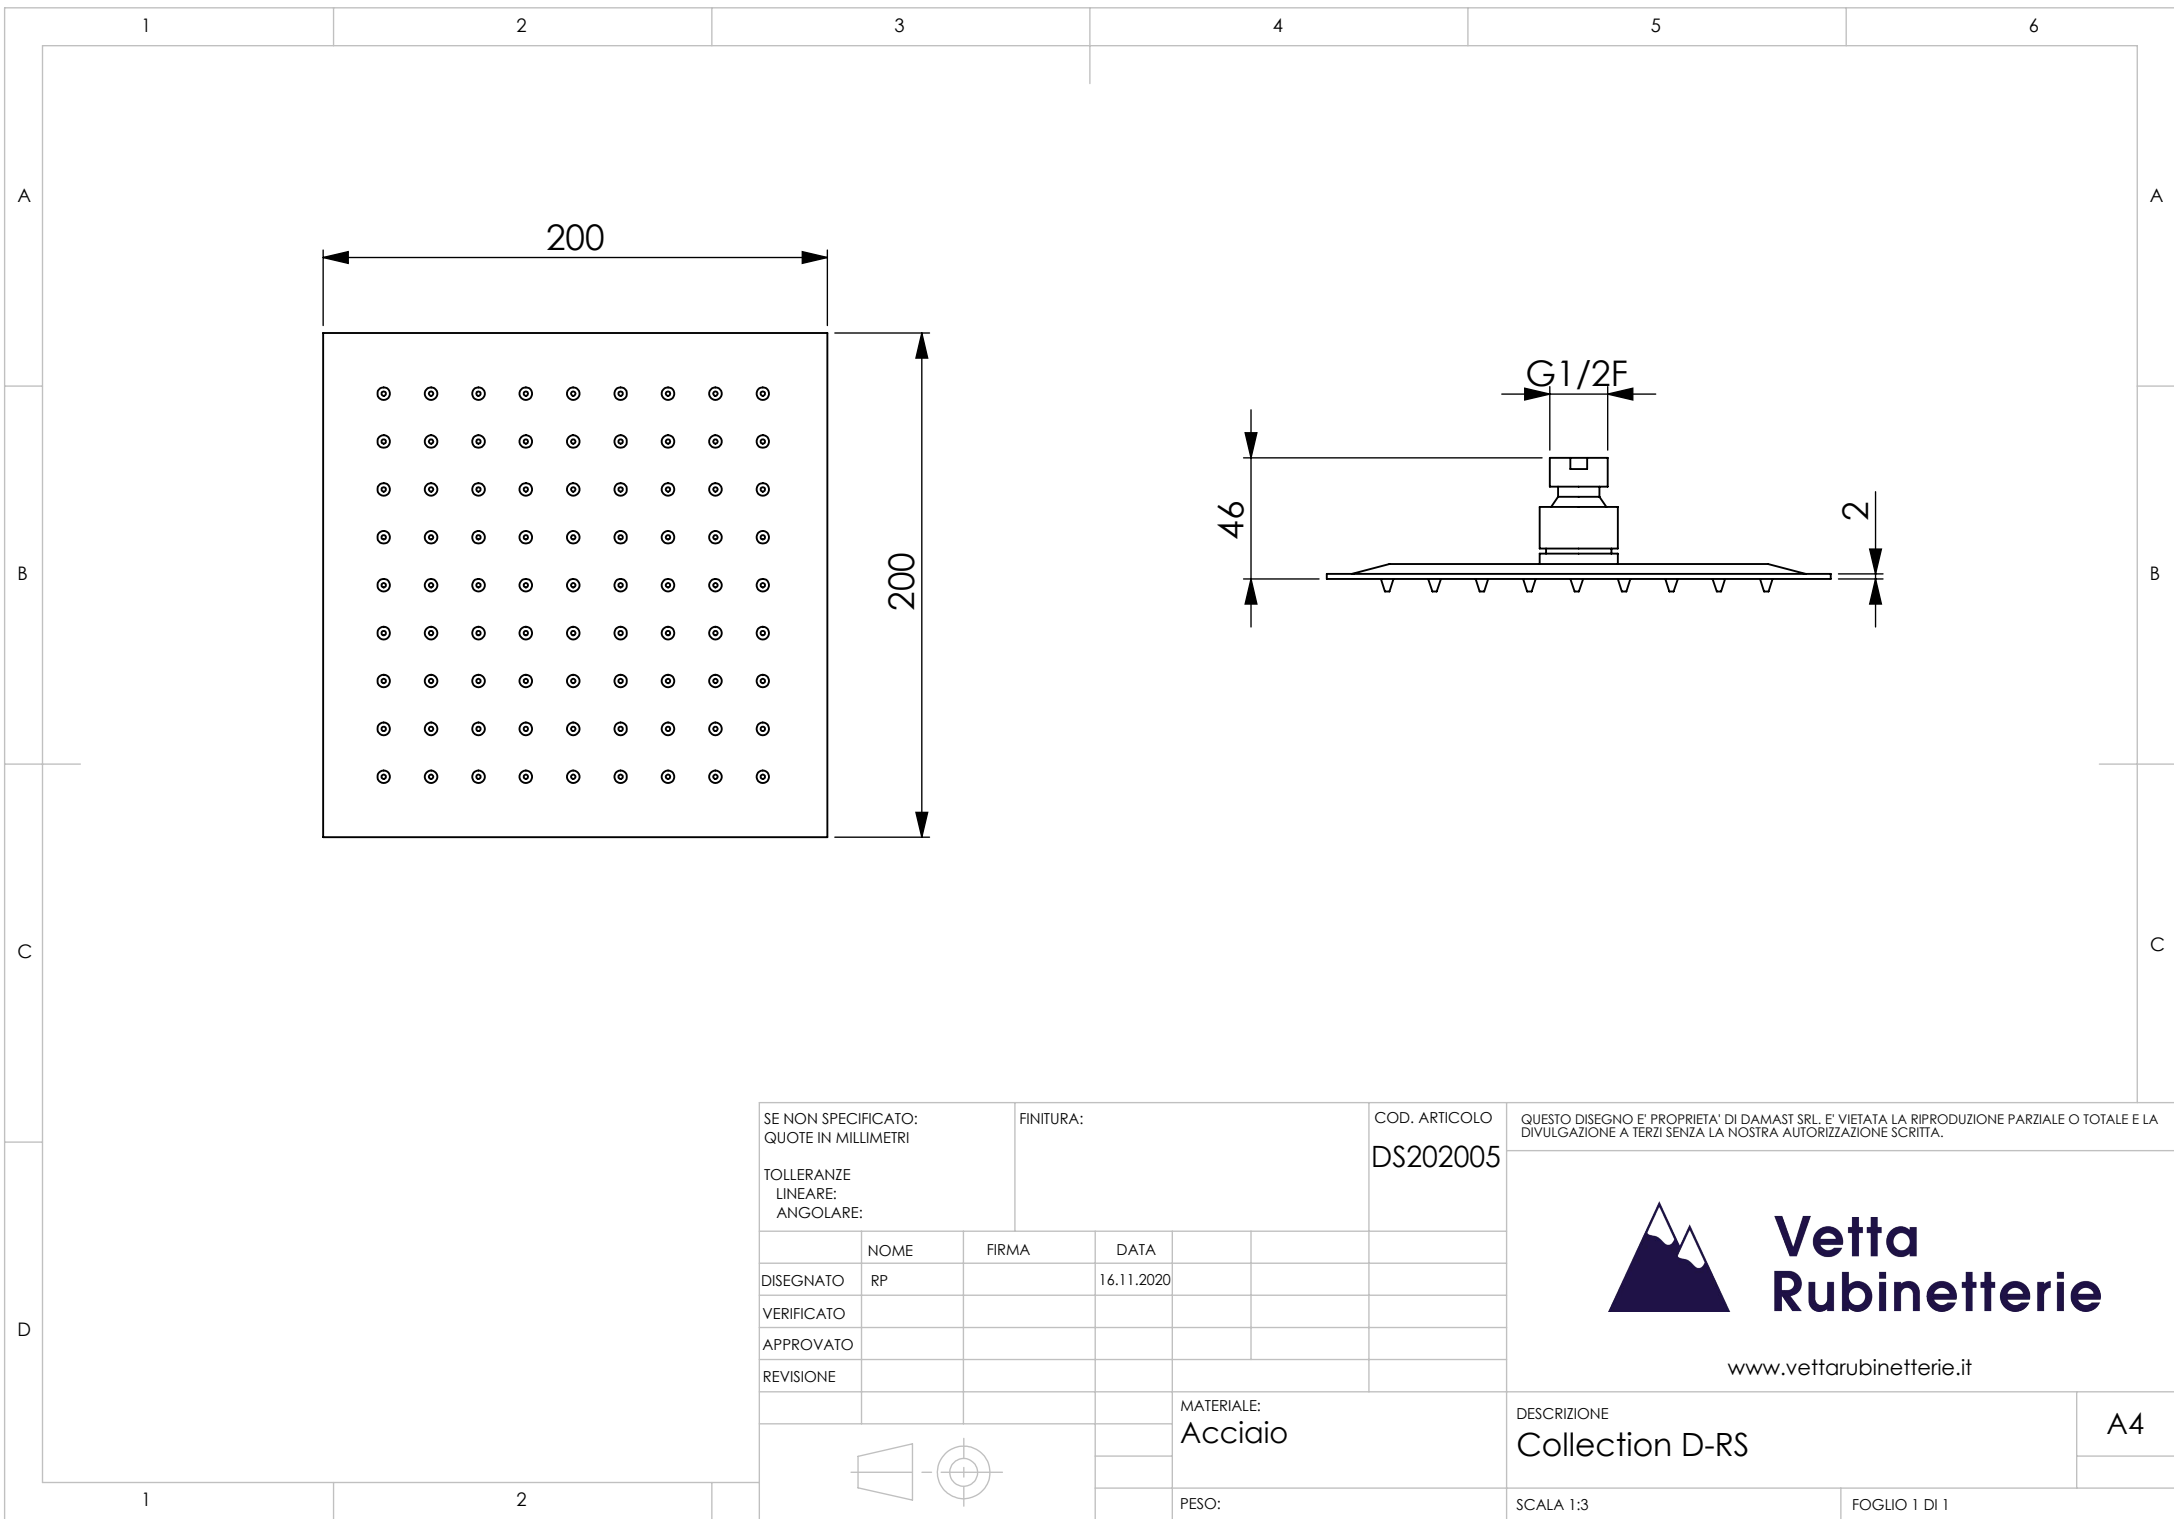 1 2 3 4 5 6
A A
200
G1/2F
46
2
200
B B
C C
SE NON SPECIFICATO:
QUOTE IN MILLIMETRI
TOLLERANZE
LINEARE:
ANGOLARE:
FINITURA:
COD. ARTICOLO
DS202005
QUESTO DISEGNO E' PROPRIETA' DI DAMAST SRL. E' VIETATA LA RIPRODUZIONE PARZIALE O TOTALE E LA
DIVULGAZIONE A TERZI SENZA LA NOSTRA AUTORIZZAZIONE SCRITTA.
NOME FIRMA DATA
DISEGNATO RP 16.11.2020
VERIFICATO
APPROVATO
REVISIONE
D
Vetta
Rubinetterie
www.vettarubinetterie.it
MATERIALE:
Acciaio
DESCRIZIONE
Collection D-RS
A4
PESO:
SCALA 1:3
FOGLIO 1 DI 1
1 2